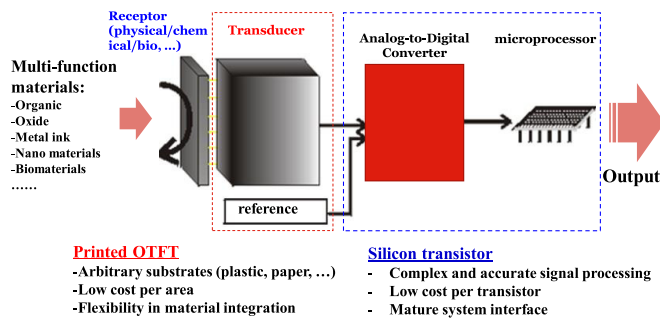 Receptor
(physical/chem
ical/bio, ...)
Transducer
Analog-to-Digital
Converter
microprocessor
Multi-function
materials:
-Organic
-Oxide
-Metal ink
-Nano materials
-Biomaterials
......
reference
Output
Printed OTFT
-Arbitrary substrates (plastic, paper, ...)
-Low cost per area
-Flexibility in material integration
Silicon transistor
- Complex and accurate signal processing
- Low cost per transistor
- Mature system interface